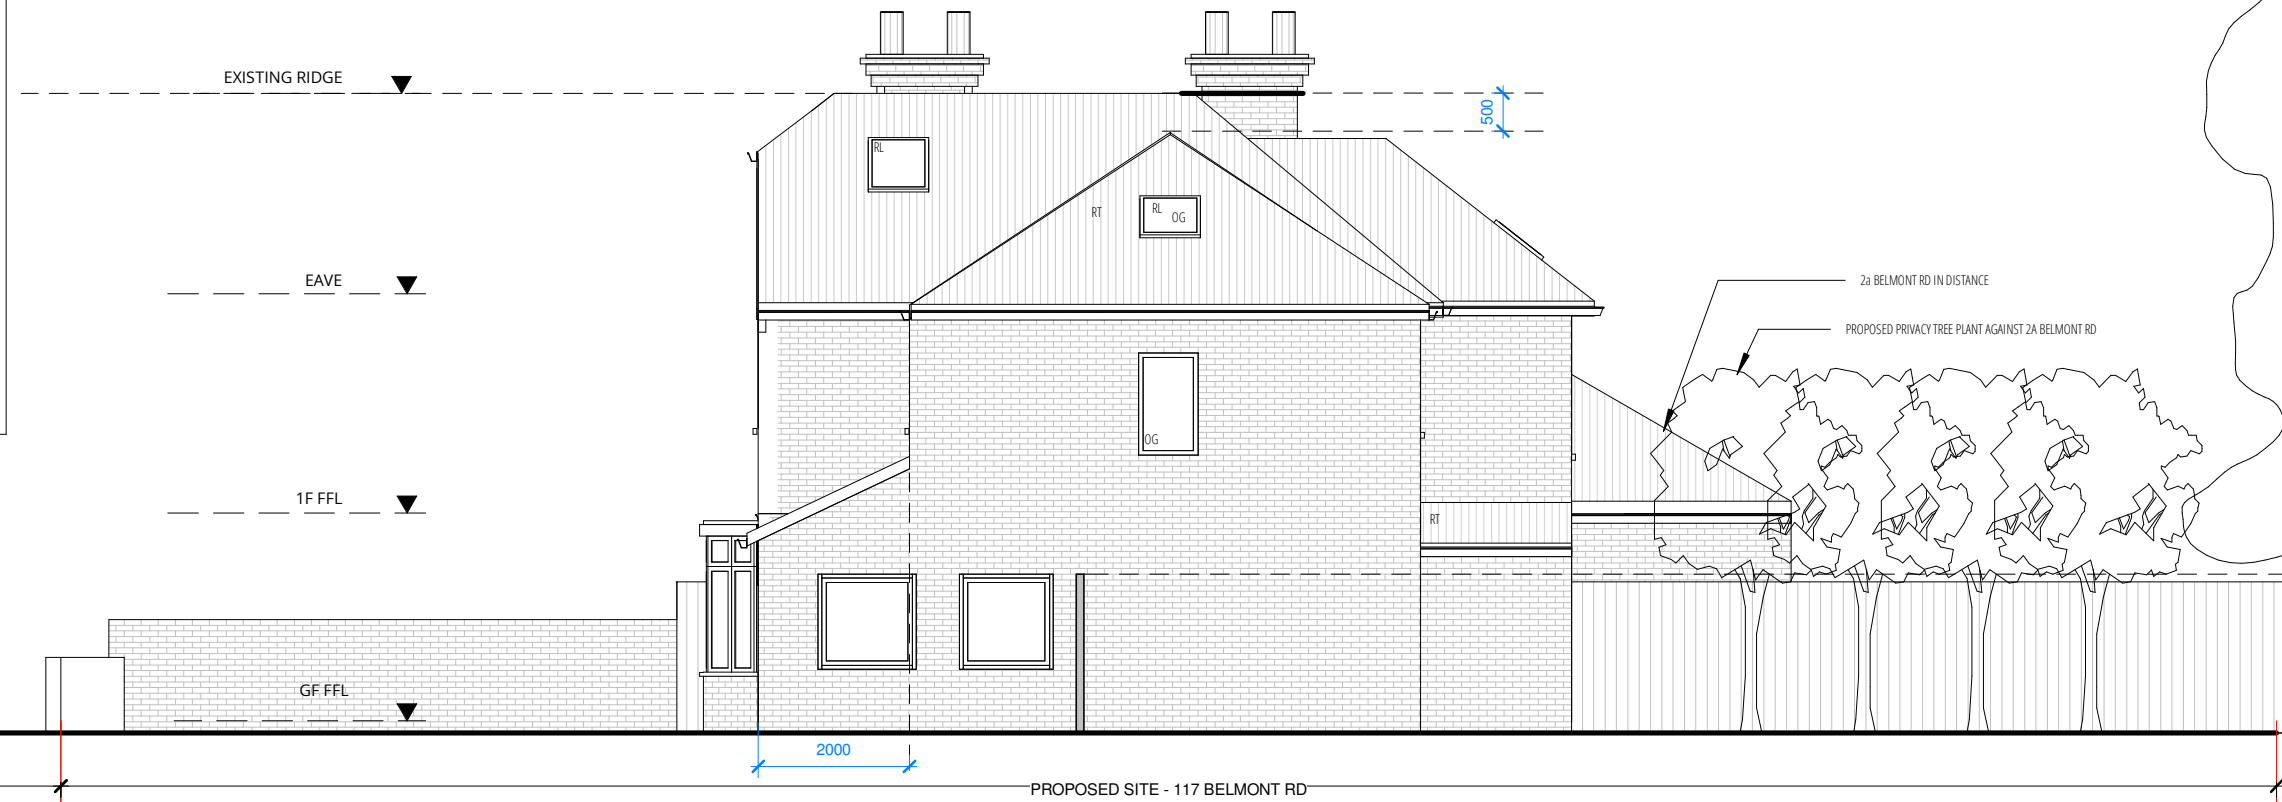 EXISTING RIDGE
500
RL
RT
RL
OG
EAVE
2a BELMONT RD IN DISTANCE
PROPOSED PRIVACY TREE PLANT AGAINST 2A BELMONT RD
OG
1F FFL
RT
GF FFL
2000
PROPOSED SITE - 117 BELMONT RD